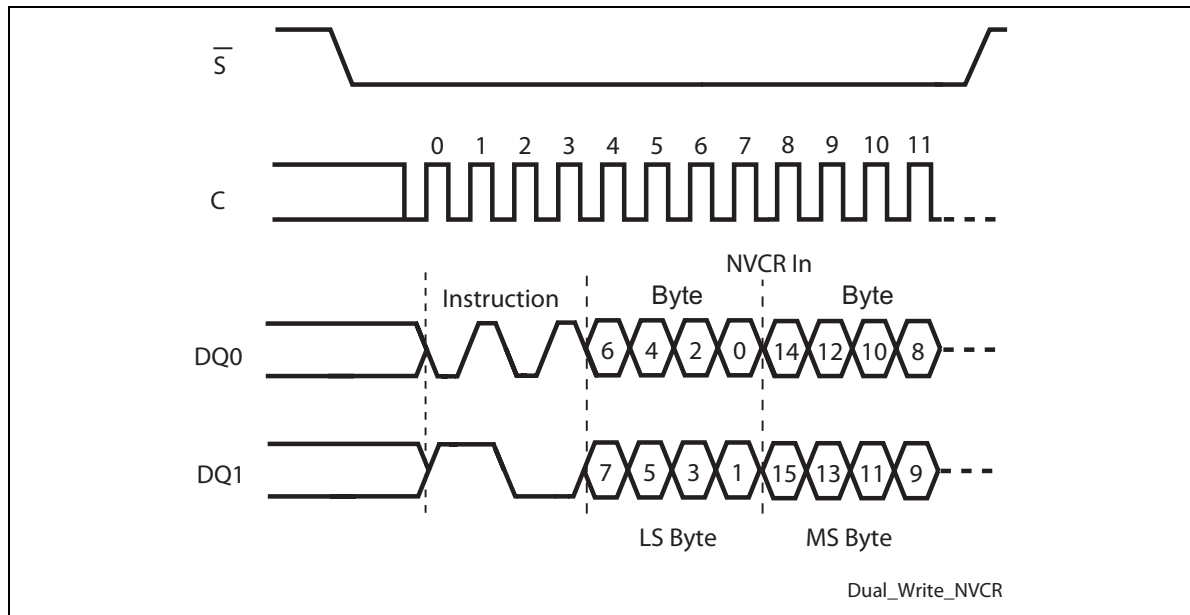 S
0 1 2 3 4 5 6 7 8 9 10 11
C
NVCR In
Instruction Byte Byte
DQ0 6 4 2 0 14 12 10 8
DQ1 7 5 3 1 15 13 11 9
LS Byte MS Byte
Dual_Write_NVCR